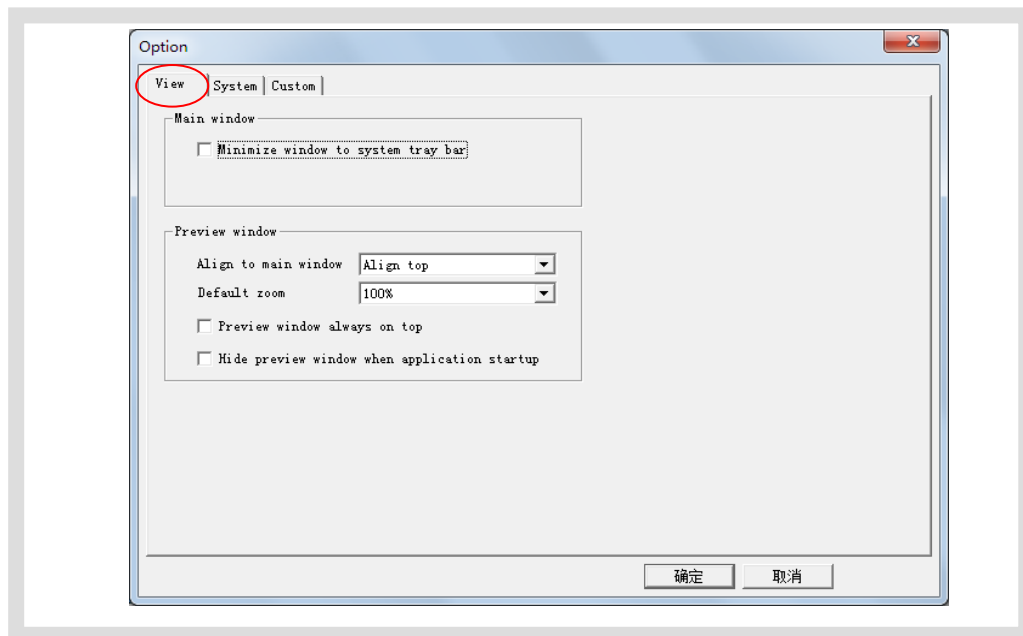 Option
View System Custom
Main window
Minimize window to system tray bar
Preview window
Align to main window Align top
Default zoom 100%
Preview window always on top
Hide preview window when application startup
确定 取消